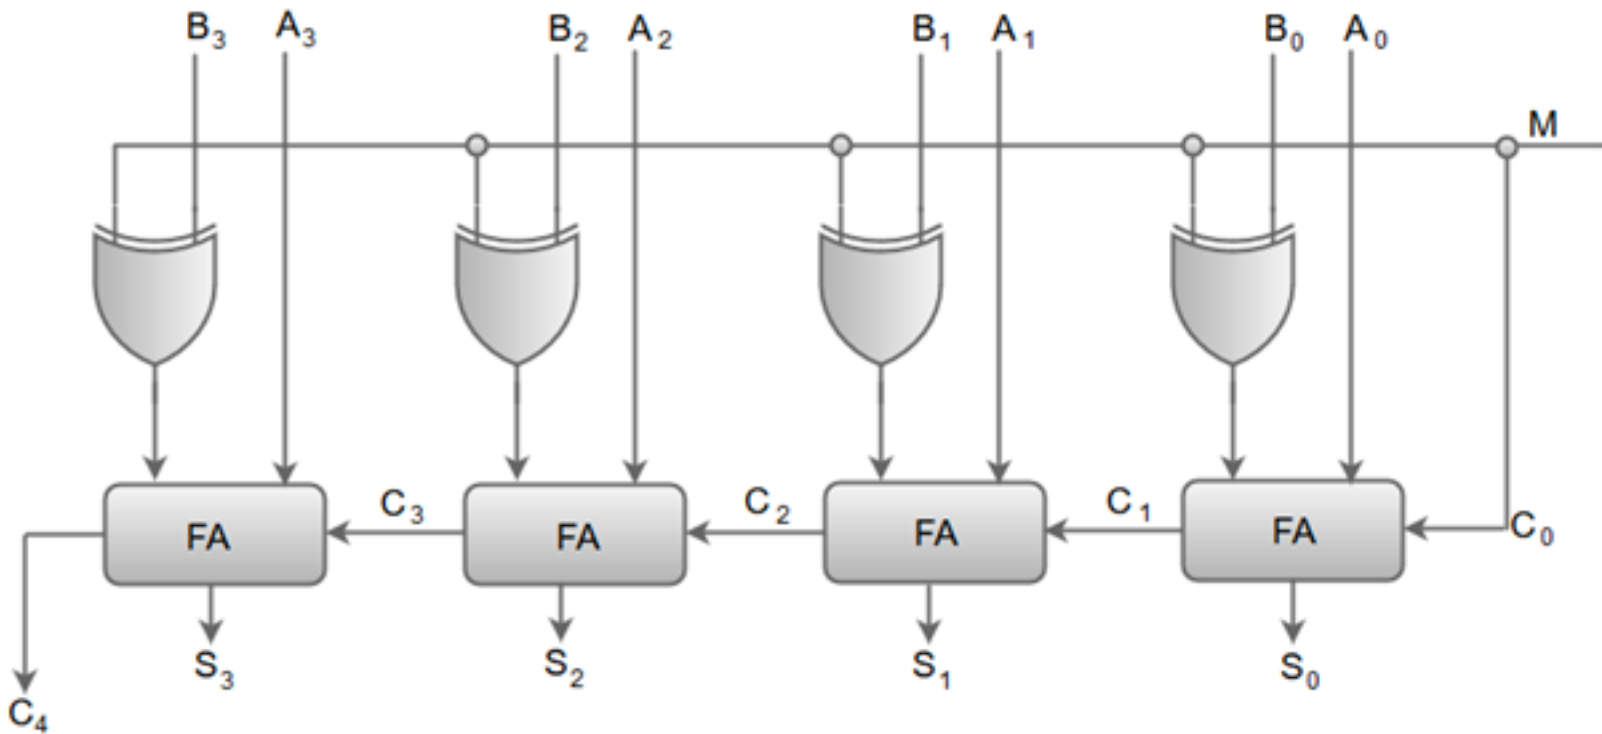 B₃ A₃ B₂ A₂ B₁ A₁ B₀ A₀
M
C₃ C₂ C₁ C₀
FA FA FA FA
S₃ S₂ S₁ S₀
C₄